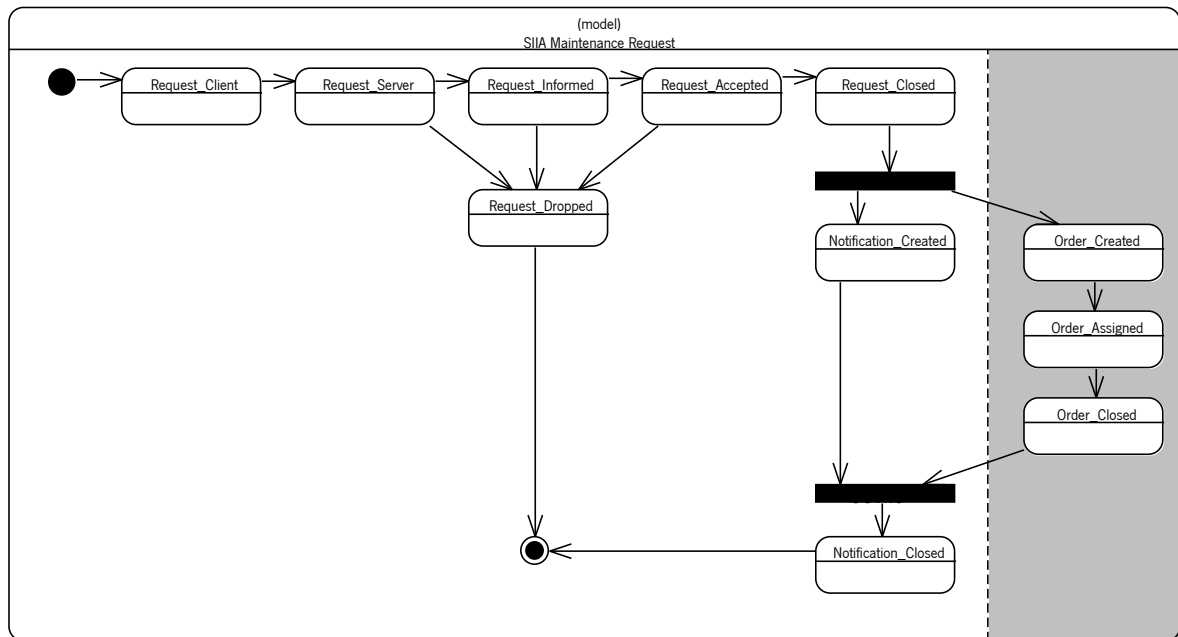 (model)
SIIA Maintenance Request
Request_Client
Request_Server
Request_Informed
Request_Accepted
Request_Closed
Request_Dropped
Notification_Created
Order_Created
Order_Assigned
Order_Closed
Notification_Closed